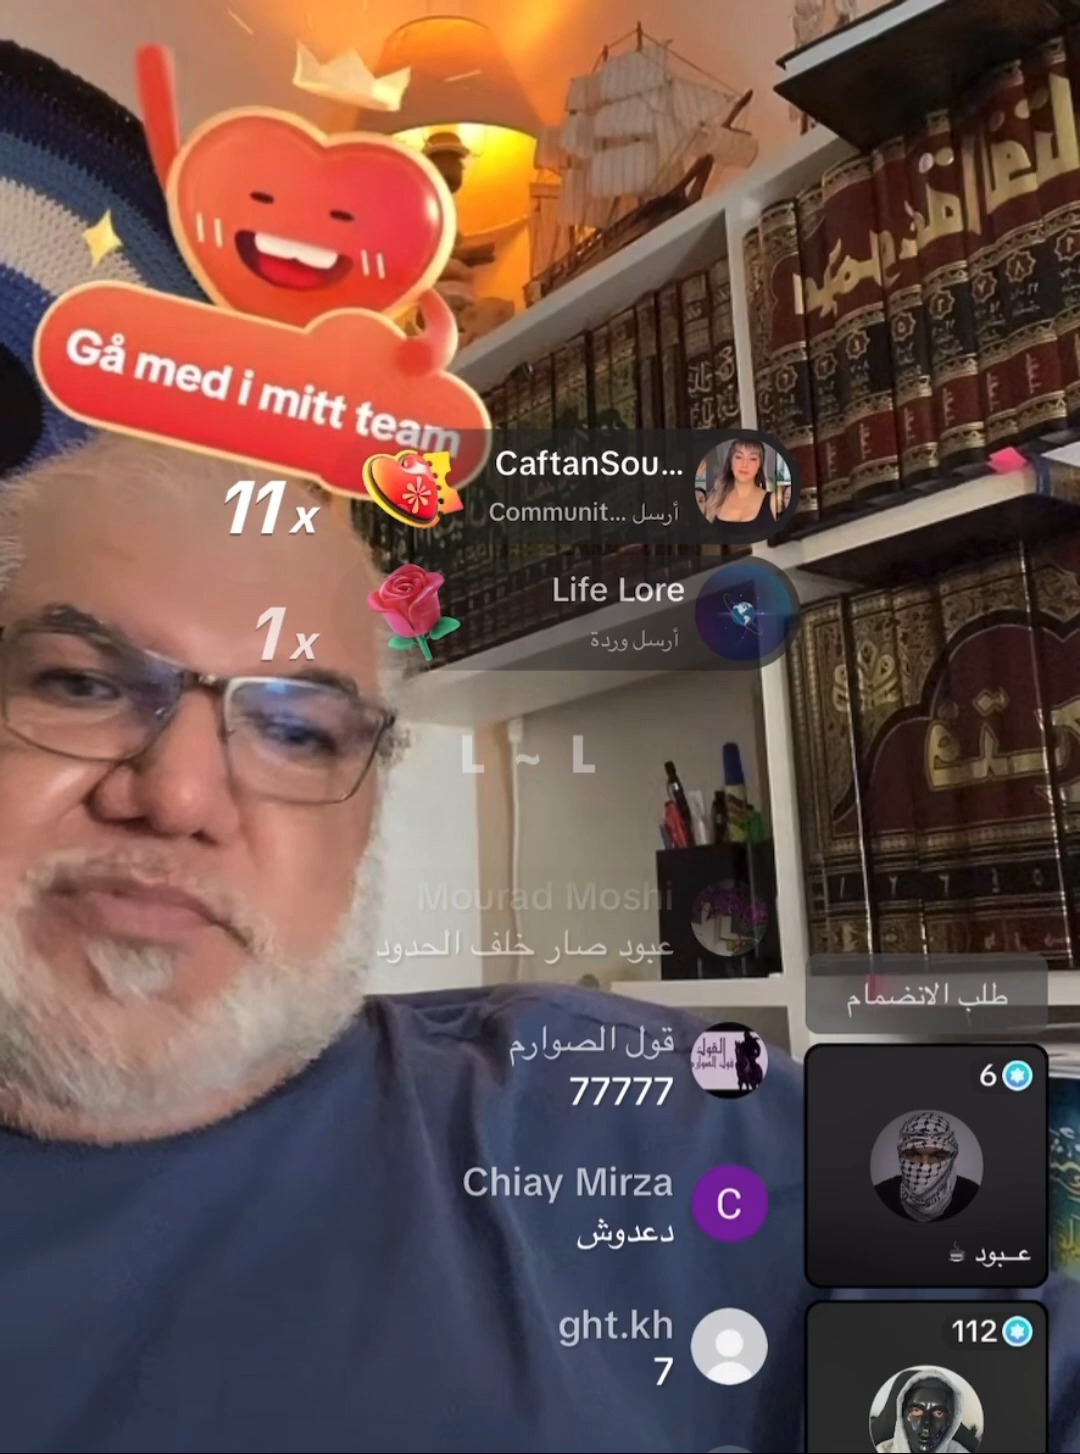 Gå med i mitt team
CaftanSou...
أرسل Communit...
11x
Life Lore
أرسل وردة
1x
L ~ L
Mourad Moshi
عبود صار خلف الحدود
قول الصوارم
77777
Chiay Mirza
دعدوش
C
ght.kh
7
طلب الانضمام
6
عـبود
112